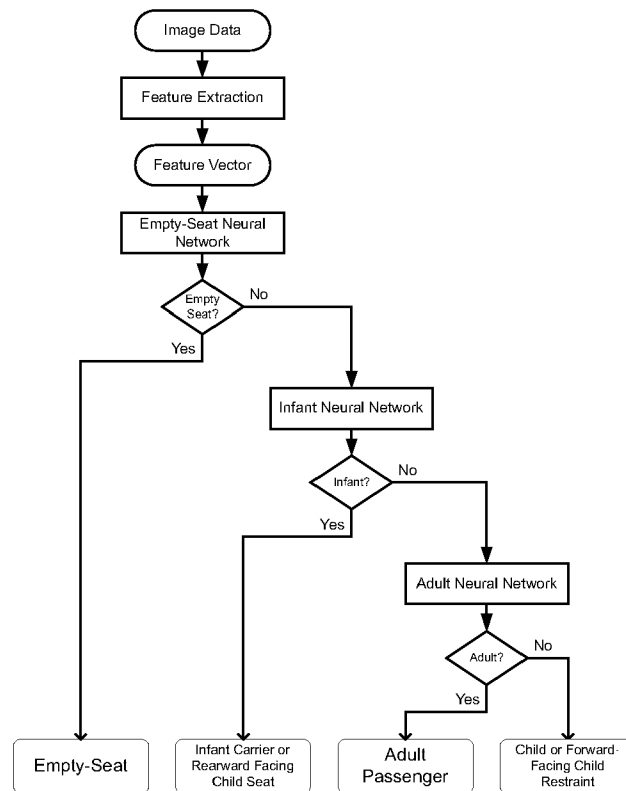 Image Data
Feature Extraction
Feature Vector
Empty-Seat Neural
Network
Empty
Seat?
No
Yes
Infant Neural Network
Infant?
No
Yes
Adult Neural Network
Adult?
No
Yes
Empty-Seat
Infant Carrier or
Rearward Facing
Child Seat
Adult
Passenger
Child or Forward-
Facing Child
Restraint